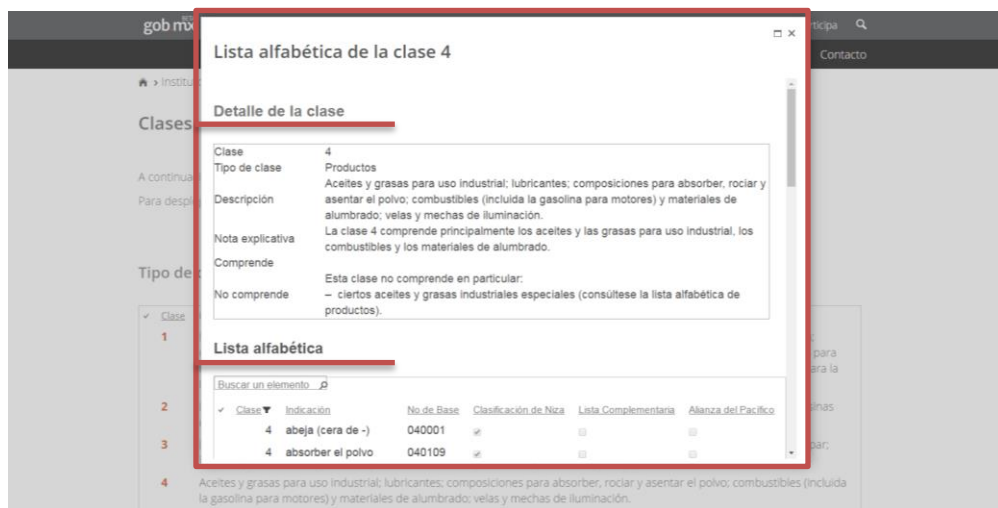 gob mx
ticipa
Contacto
Lista alfabética de la clase 4
> Institu
Clases
Detalle de la clase
Clase 4
Tipo de clase Productos
Descripción Aceites y grasas para uso industrial; lubricantes; composiciones para absorber, rociar y
asentar el polvo; combustibles (incluida la gasolina para motores) y materiales de
alumbrado; velas y mechas de iluminación.
Nota explicativa La clase 4 comprende principalmente los aceites y las grasas para uso industrial, los
combustibles y los materiales de alumbrado.
Comprende
No comprende Esta clase no comprende en particular:
– ciertos aceites y grasas industriales especiales (consúltese la lista alfabética de
productos).
A continua
Para despl
Tipo de
Clase
Lista alfabética
Buscar un elemento
Clase Indicación No.de Base Clasificación de Niza Lista Complementaria Alianza del Pacífico
4 abeja (cera de -) 040001
4 absorber el polvo 040109
1
para
ara la
2
sinas
3
par;
4 Aceites y grasas para uso industrial; lubricantes; composiciones para absorber, rociar y asentar el polvo; combustibles (incluida
la gasolina para motores) y materiales de alumbrado; velas y mechas de iluminación.